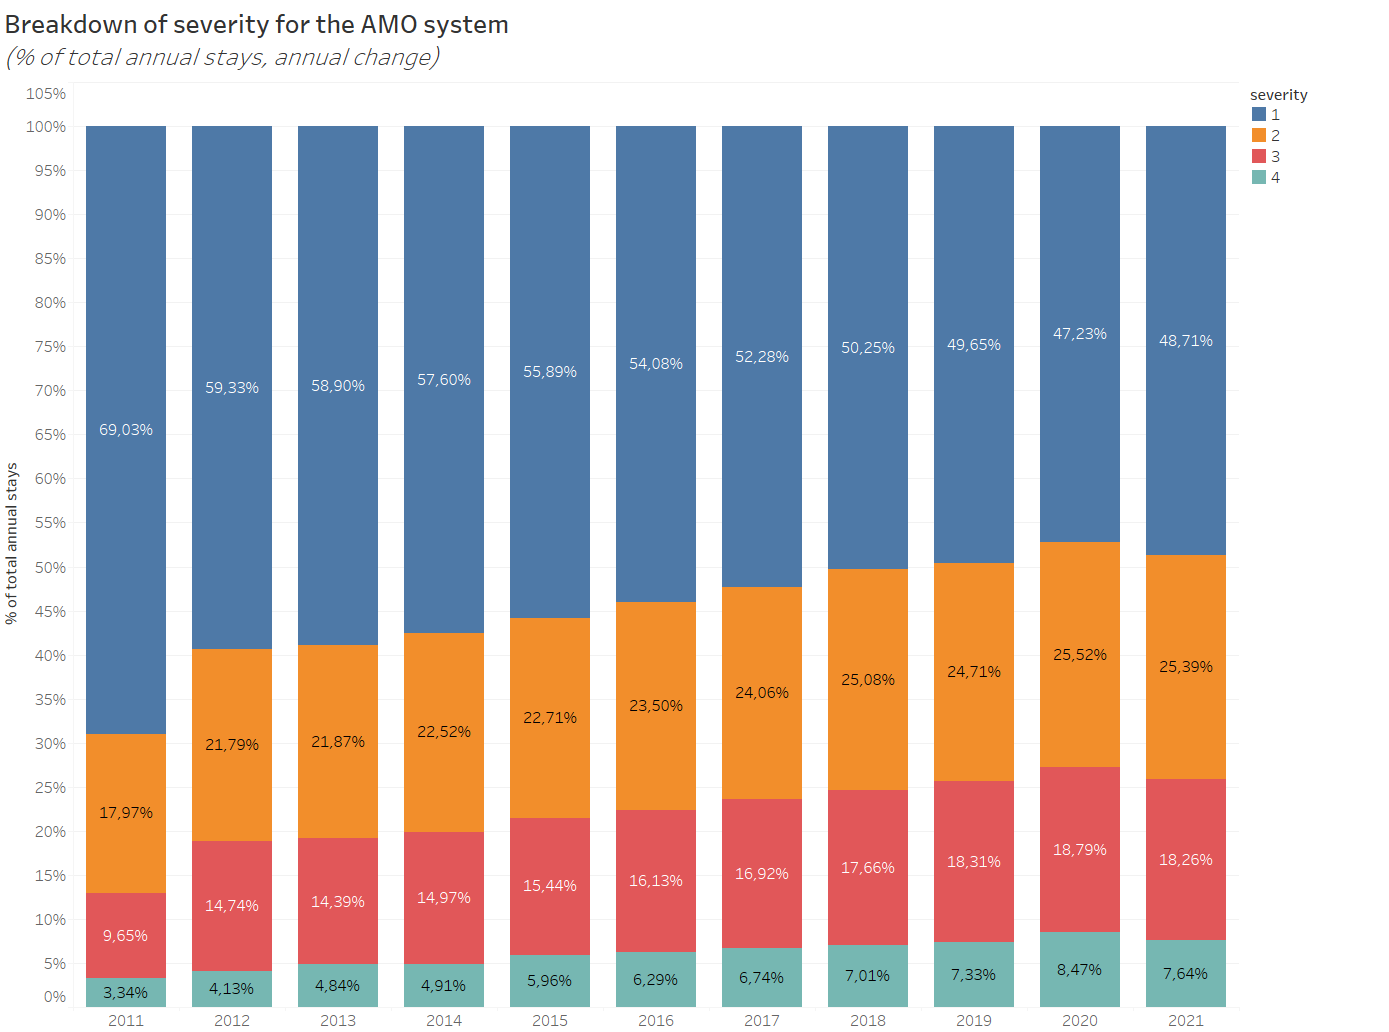 Breakdown of severity for the AMO system
(% of total annual stays, annual change)
severity
1
2
3
4
% of total annual stays
105%
100%
95%
90%
85%
80%
75%
70%
65%
60%
55%
50%
45%
40%
35%
30%
25%
20%
15%
10%
5%
0%
69,03% 59,33% 58,90% 57,60% 55,89% 54,08% 52,28% 50,25% 49,65% 47,23% 48,71%
17,97% 21,79% 21,87% 22,52% 22,71% 23,50% 24,06% 25,08% 24,71% 25,52% 25,39%
9,65% 14,74% 14,39% 14,97% 15,44% 16,13% 16,92% 17,66% 18,31% 18,79% 18,26%
3,34% 4,13% 4,84% 4,91% 5,96% 6,29% 6,74% 7,01% 7,33% 8,47% 7,64%
2011 2012 2013 2014 2015 2016 2017 2018 2019 2020 2021